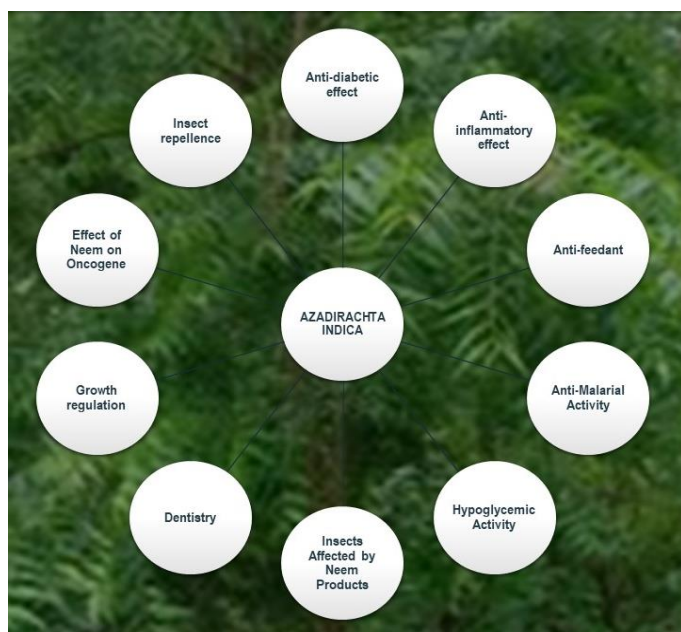 Anti-diabetic
effect
Anti-
inflammatory
effect
Anti-feedant
Anti-Malarial
Activity
Hypoglycemic
Activity
Insects
Affected by
Neem
Products
Dentistry
Growth
regulation
Effect of
Neem on
Oncogene
Insect
repellence
AZADIRACHTA
INDICA